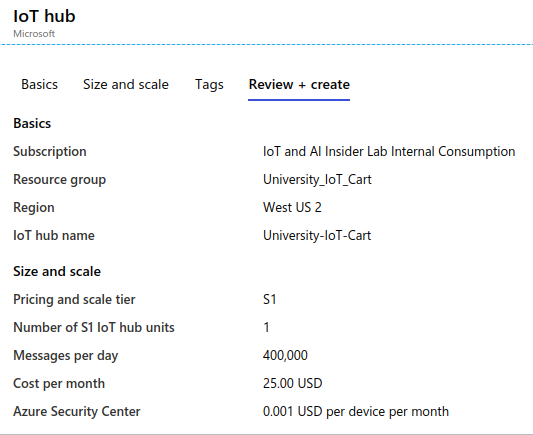 IoT hub
Microsoft
Basics Size and scale Tags Review + create
Basics
Subscription IoT and AI Insider Lab Internal Consumption
Resource group University_IoT_Cart
Region West US 2
IoT hub name University-IoT-Cart
Size and scale
Pricing and scale tier S1
Number of S1 IoT hub units 1
Messages per day 400,000
Cost per month 25.00 USD
Azure Security Center 0.001 USD per device per month